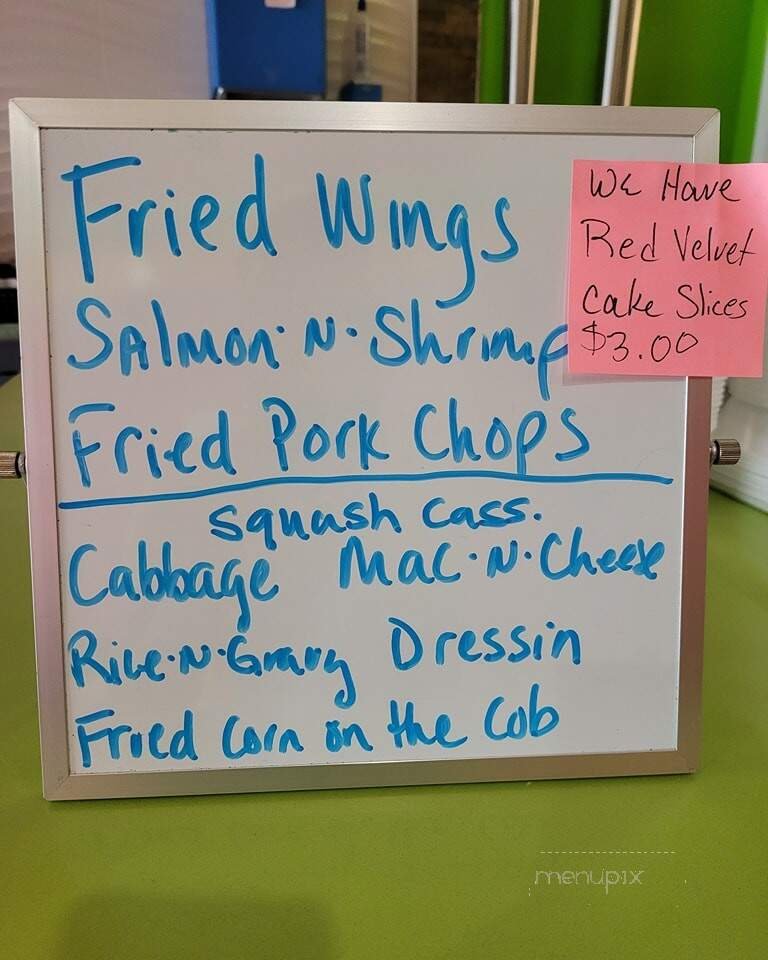 Fried Wings
Salmon·N·Shrimp
Fried Pork Chops
Squash Cass.
Cabbage Mac·N·Cheese
Rice·N·Gravy Dressin
Fried Corn on the Cob
We Have
Red Velvet
Cake Slices
$3.00
menupix